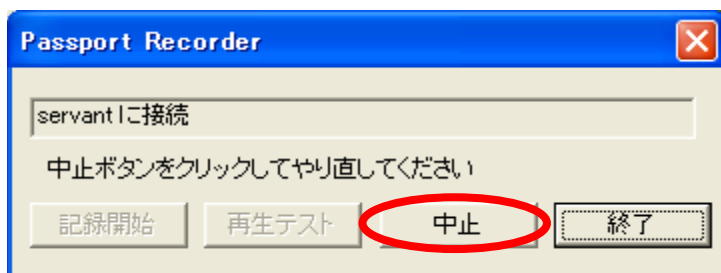 Passport Recorder
servantに接続
中止ボタンをクリックしてやり直してください
記録開始 再生テスト 中止 終了